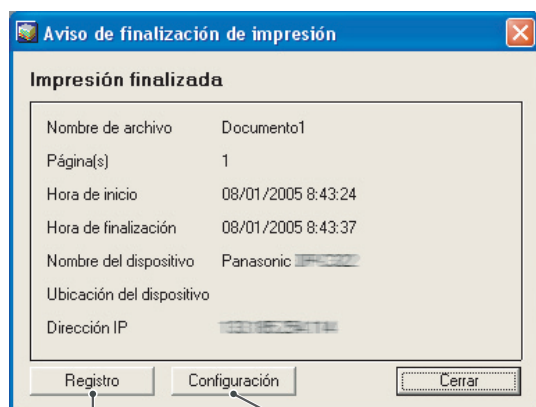 Aviso de finalización de impresión
Impresión finalizada
Nombre de archivo Documento1
Página(s) 1
Hora de inicio 08/01/2005 8:43:24
Hora de finalización 08/01/2005 8:43:37
Nombre del dispositivo Panasonic
Ubicación del dispositivo
Dirección IP
Registro Configuración Cerrar